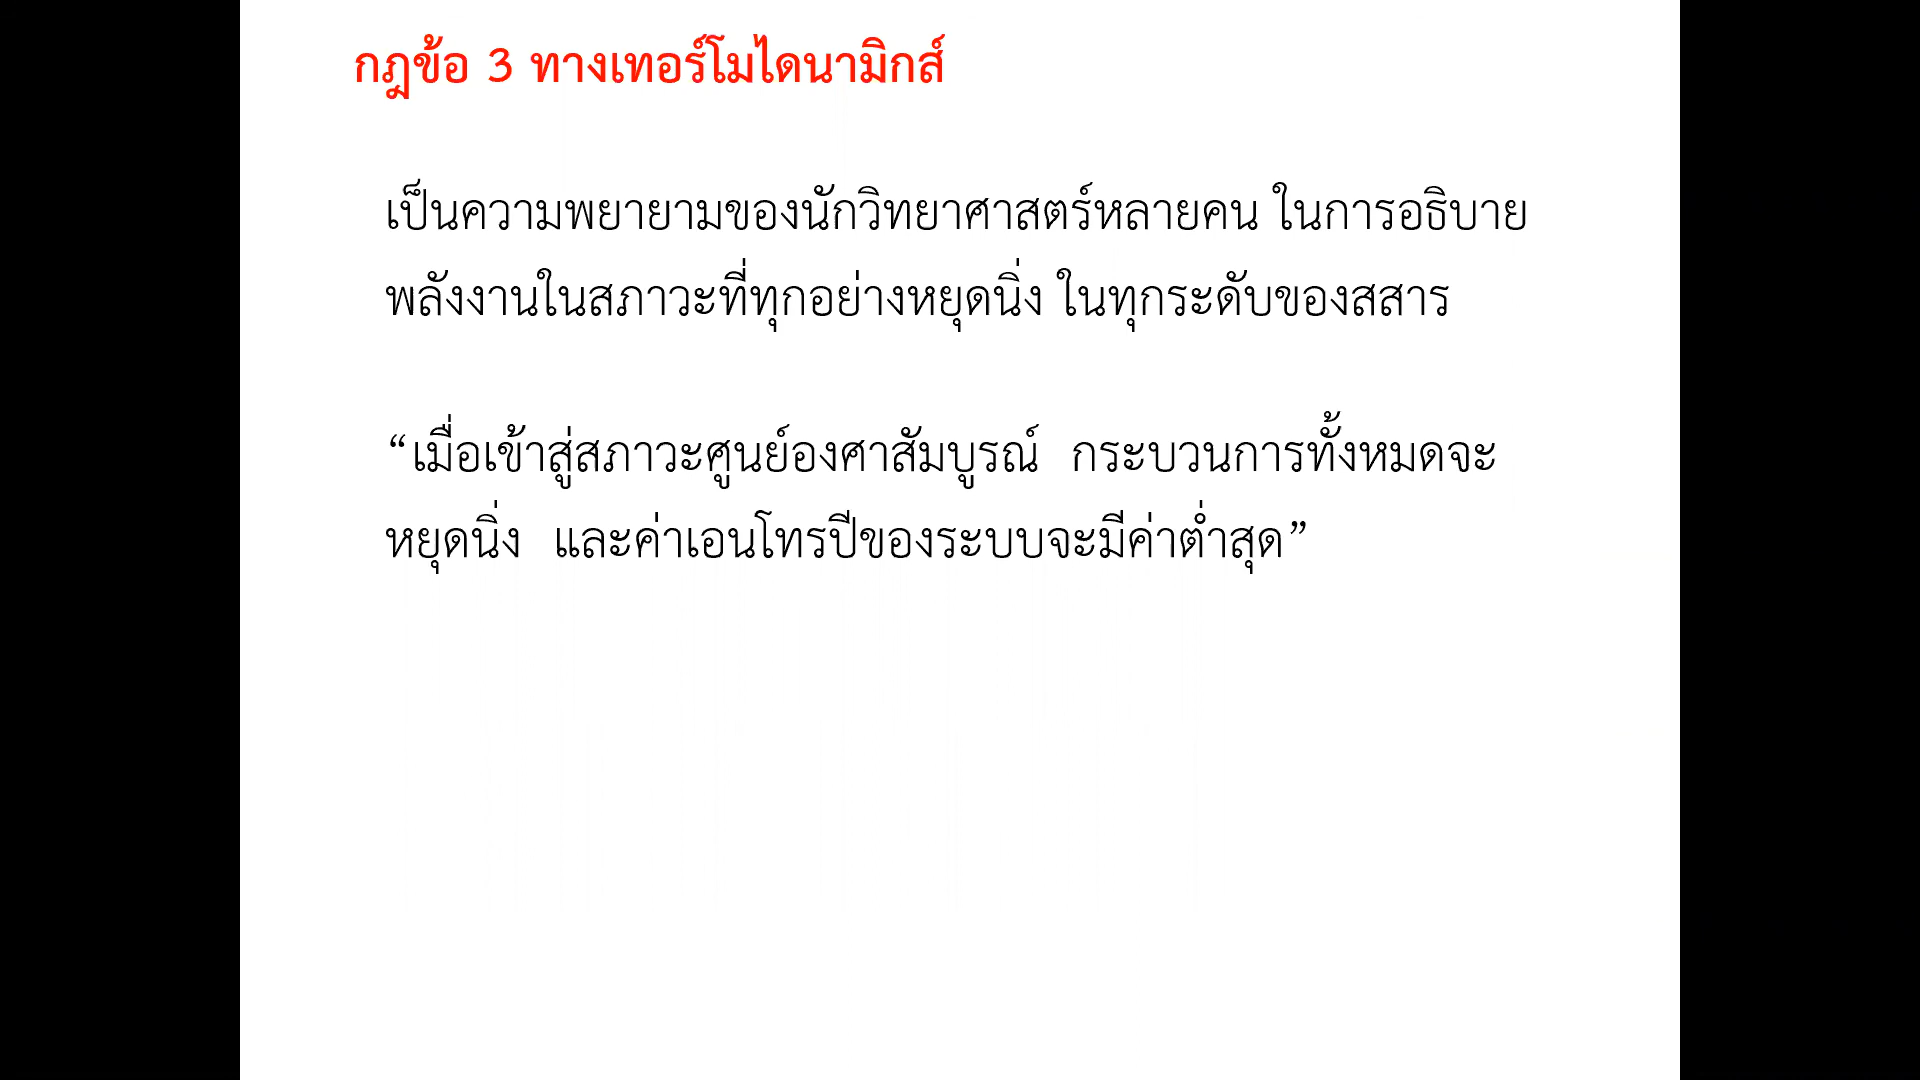 กฎข้อ 3 ทางเทอร์โมไดนามิกส์
เป็นความพยายามของนักวิทยาศาสตร์หลายคน ในการอธิบาย
พลังงานในสภาวะที่ทุกอย่างหยุดนิ่ง ในทุกระดับของสสาร
“เมื่อเข้าสู่สภาวะศูนย์องศาสัมบูรณ์  กระบวนการทั้งหมดจะ
หยุดนิ่ง  และค่าเอนโทรปีของระบบจะมีค่าต่ำสุด”